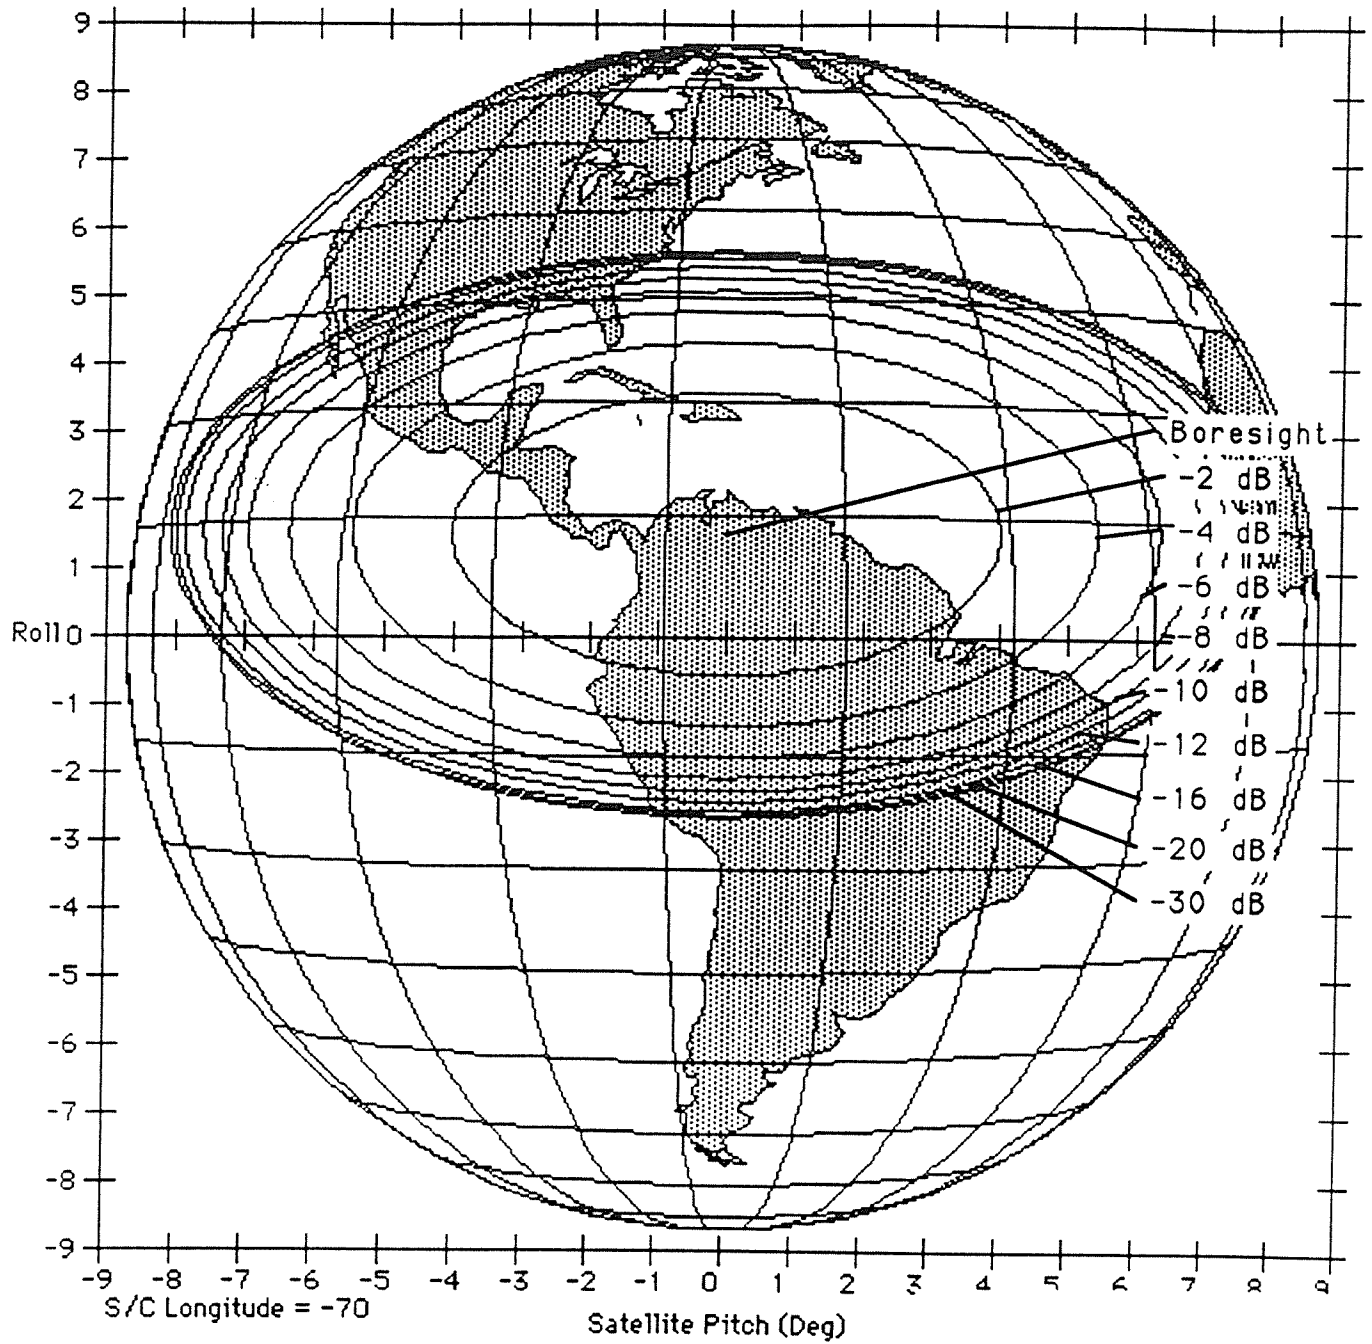 9
8
7
6
5
4
3
Boresight
2
-2 dB
-4 dB
1
-6 dB
Roll 0
-8 dB
-1
-10 dB
-12 dB
-2
-16 dB
-3
-20 dB
-4
-30 dB
-5
-6
-7
-8
-9
-9 -8 -7 -6 -5 -4 -3 -2 -1 0 1 2 3 4 5 7 8
S/C Longitude = -70
Satellite Pitch (Deg)